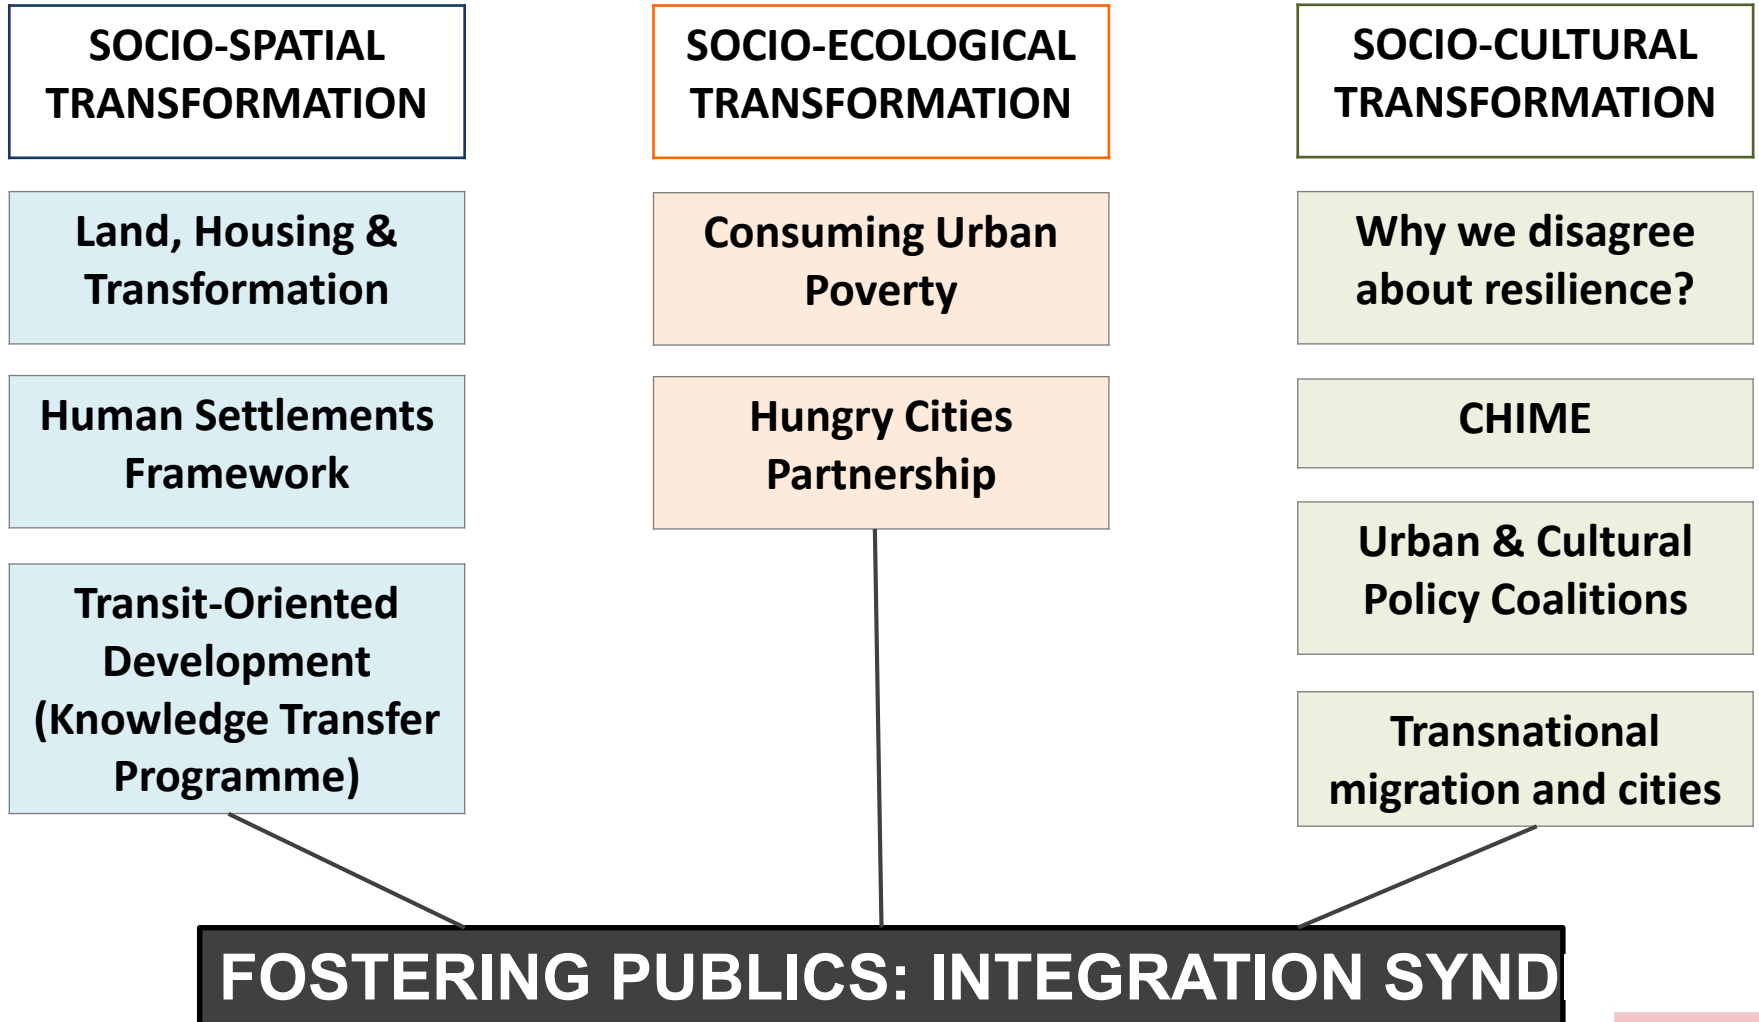 SOCIO-SPATIAL
TRANSFORMATION
Land, Housing &
Transformation
Human Settlements
Framework
Transit-Oriented
Development
(Knowledge Transfer
Programme)
SOCIO-ECOLOGICAL
TRANSFORMATION
Consuming Urban
Poverty
Hungry Cities
Partnership
SOCIO-CULTURAL
TRANSFORMATION
Why we disagree
about resilience?
CHIME
Urban & Cultural
Policy Coalitions
Transnational
migration and cities
FOSTERING PUBLICS: INTEGRATION SYND